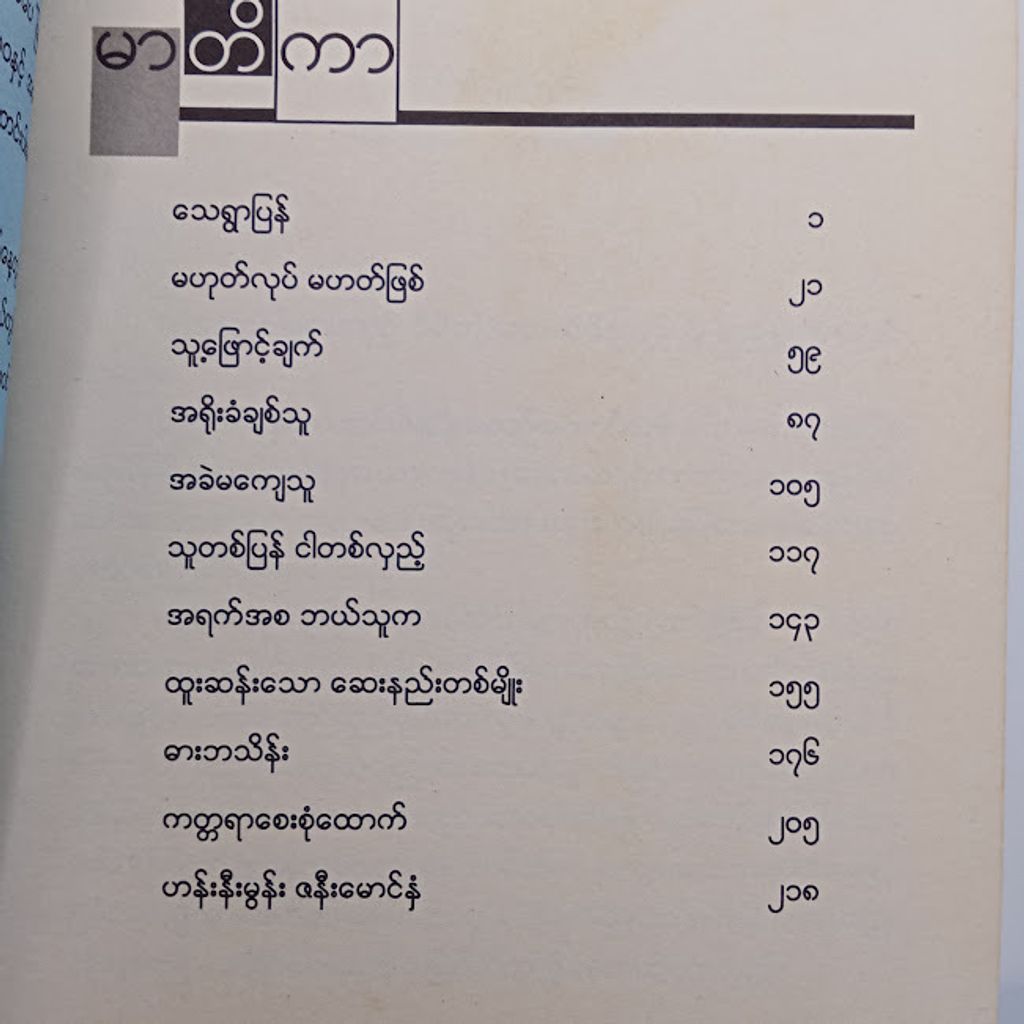 မာတိကာ
သေရွာပြန် ၁
မဟုတ်လုပ် မဟတ်ဖြစ် ၂၁
သူ့ဖြောင့်ချက် ၅၉
အရိုးခံချစ်သူ ၈၇
အခဲမကျေသူ ၁၀၅
သူတစ်ပြန် ငါတစ်လှည့် ၁၁၇
အရက်အစ ဘယ်သူက ၁၄၃
ထူးဆန်းသော ဆေးနည်းတစ်မျိုး ၁၅၅
ဓားဘသိန်း ၁၇၆
ကတ္တရာစေးစုံထောက် ၂၀၅
ဟန်းနီးမွန်း ဇနီးမောင်နှံ ၂၁၈